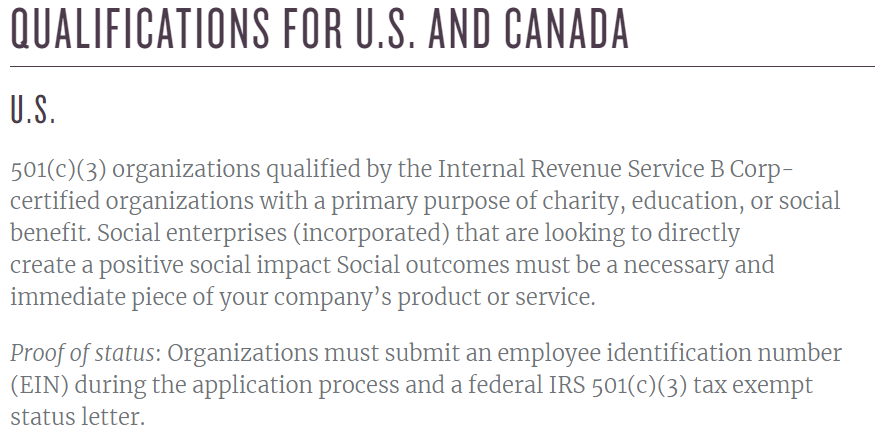 QUALIFICATIONS FOR U.S. AND CANADA
U.S.
501(c)(3) organizations qualified by the Internal Revenue Service B Corp-
certified organizations with a primary purpose of charity, education, or social
benefit. Social enterprises (incorporated) that are looking to directly
create a positive social impact Social outcomes must be a necessary and
immediate piece of your company’s product or service.
Proof of status: Organizations must submit an employee identification number
(EIN) during the application process and a federal IRS 501(c)(3) tax exempt
status letter.